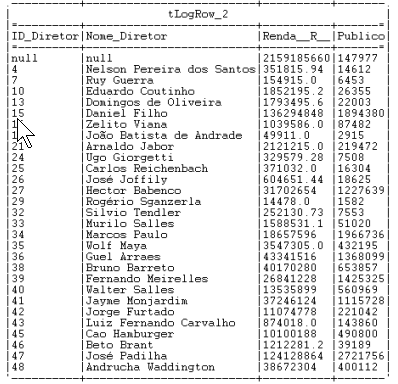 tLogRow_2
ID_Diretor|Nome_Diretor|Renda__R__|Publico
null|null|2159185660|147977
4|Nelson Pereira dos Santos|351815.94|14612
7|Ruy Guerra|154915.0|6453
10|Eduardo Coutinho|1852195.2|26355
13|Domingos de Oliveira|1793495.6|22003
15|Daniel Filho|136294848|1894380
1|Zelito Viana|1039586.0|87482
|João Batista de Andrade|49911.0|2915
21|Arnaldo Jabor|2121215.0|219472
24|Ugo Giorgetti|329579.28|7508
25|Carlos Reichenbach|371032.0|16304
26|José Joffily|604651.44|18625
27|Hector Babenco|31702654|1227639
29|Rogério Sganzerla|14478.0|1582
32|Silvio Tendler|252130.73|7553
33|Murilo Salles|1588531.1|51020
34|Marcos Paulo|18657596|1966736
35|Wolf Maya|3547305.0|432195
36|Guel Arraes|43341516|1368099
38|Bruno Barreto|40170280|653857
39|Fernando Meirelles|26841228|1425325
40|Walter Salles|13535899|560969
41|Jayme Monjardim|37246124|1115728
42|Jorge Furtado|11074778|221042
43|Luiz Fernando Carvalho|874018.0|143860
45|Cao Hamburger|10100188|490800
46|Beto Brant|1212281.2|39189
47|José Padilha|124128864|2721756
48|Andrucha Waddington|38672304|400112